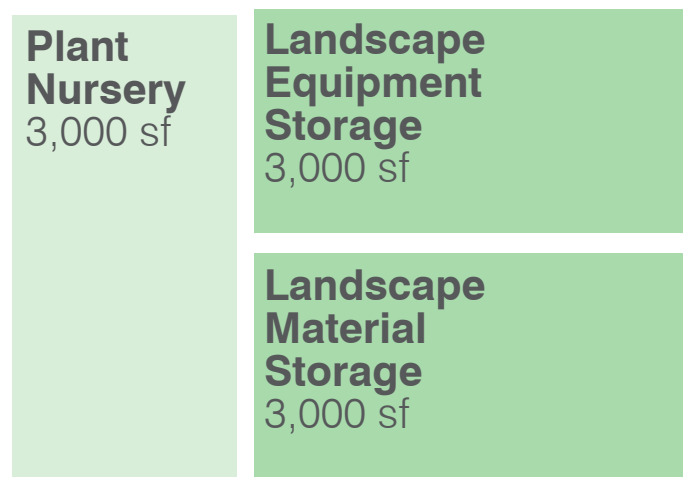 Plant
Nursery
3,000 sf
Landscape
Equipment
Storage
3,000 sf
Landscape
Material
Storage
3,000 sf